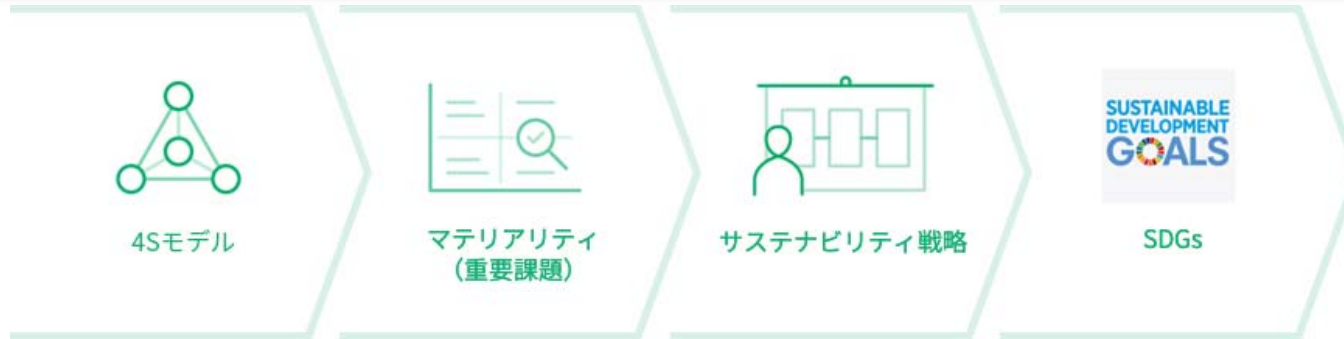 4Sモデル
マテリアリティ
（重要課題）
サステナビリティ戦略
SUSTAINABLE
DEVELOPMENT
GOALS
SDGs